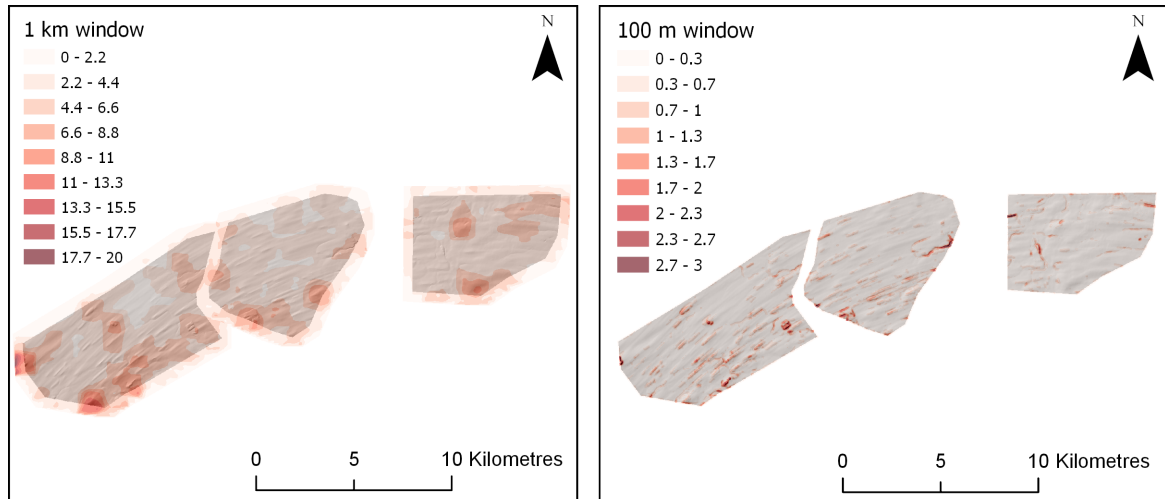 1 km window
N
0 - 2.2
2.2 - 4.4
4.4 - 6.6
6.6 - 8.8
8.8 - 11
11 - 13.3
13.3 - 15.5
15.5 - 17.7
17.7 - 20
0 5 10 Kilometres
100 m window
N
0 - 0.3
0.3 - 0.7
0.7 - 1
1 - 1.3
1.3 - 1.7
1.7 - 2
2 - 2.3
2.3 - 2.7
2.7 - 3
0 5 10 Kilometres